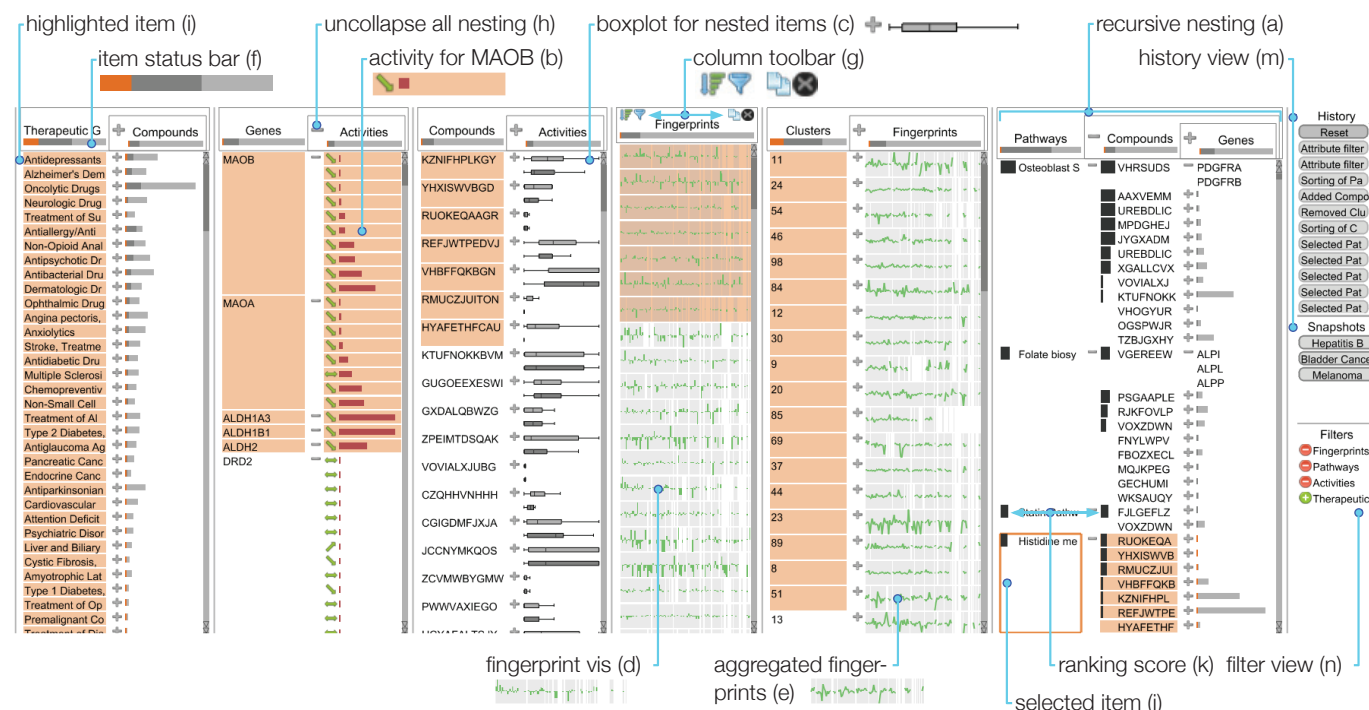 highlighted item (i)
uncollapse all nesting (h)
boxplot for nested items (c)
recursive nesting (a)
item status bar (f)
activity for MAOB (b)
column toolbar (g)
history view (m)
Therapeutic G
Compounds
Antidepressants
Alzheimer's Dem
Oncolytic Drugs
Neurologic Drug
Treatment of Su
Antiallergy/Anti
Non-Opioid Anal
Antipsychotic Dr
Antibacterial Dru
Dermatologic Dr
Ophthalmic Drug
Angina pectoris,
Anxiolytics
Stroke, Treatme
Antidiabetic Dru
Multiple Sclerosi
Chemopreventiv
Non-Small Cell
Treatment of Al
Type 2 Diabetes,
Antiglaucoma Ag
Pancreatic Canc
Endocrine Canc
Antiparkinsonian
Cardiovascular
Attention Deficit
Psychiatric Disor
Liver and Biliary
Cystic Fibrosis,
Amyotrophic Lat
Type 1 Diabetes,
Treatment of Op
Premalignant Co
Genes
Activities
MAOB
MAOA
ALDH1A3
ALDH1B1
ALDH2
DRD2
Compounds
Activities
KZNIFHPLKGY
YHXISWVBGD
RUOKEQAAGR
REFJWTPEDVJ
VHBFFQKBGN
RMUCZJUITON
HYAFETHFCAU
KTUFNOKKBVM
GUGOEEXESWI
GXDALQBWZG
ZPEIMTDSQAK
VOVIALXJUBG
CZQHHVNHHH
CGIGDMFJXJA
JCCNYMKQOS
ZCVMWBYGMW
PWWVAXIEGO
Fingerprints
Clusters
Fingerprints
11
24
54
46
98
84
12
30
9
20
85
69
37
44
23
89
8
51
13
Pathways
Compounds
Genes
Osteoblast S
VHRSUDS
PDGFRA
PDGFRB
AAXVEMM
UREBDLIC
MPDGHEJ
JYGXADM
UREBDLIC
XGALLCVX
VOVIALXJ
KTUFNOKK
VHOGYUR
OGSPWJR
TZBJGXHY
Folate biosy
VGEREEW
ALPI
ALPL
ALPP
PSGAAPLE
RJKFOVLP
VOXZDWN
FNYLWPV
FBOZXECL
MQJKPEG
GECHUMI
WKSAUQY
Statin Pathw
FJLGEFLZ
VOXZDWN
Histidine me
RUOKEQA
YHXISWVB
RMUCZJUI
VHBFFQKB
KZNIFHPL
REFJWTPE
HYAFETHF
History
Reset
Attribute filter
Attribute filter
Sorting of Pa
Added Compo
Removed Clu
Sorting of C
Selected Pat
Selected Pat
Selected Pat
Selected Pat
Selected Pat
Snapshots
Hepatitis B
Bladder Cance
Melanoma
Filters
Fingerprints
Pathways
Activities
Therapeutic
fingerprint vis (d)
aggregated finger-
prints (e)
ranking score (k)
filter view (n)
selected item (j)